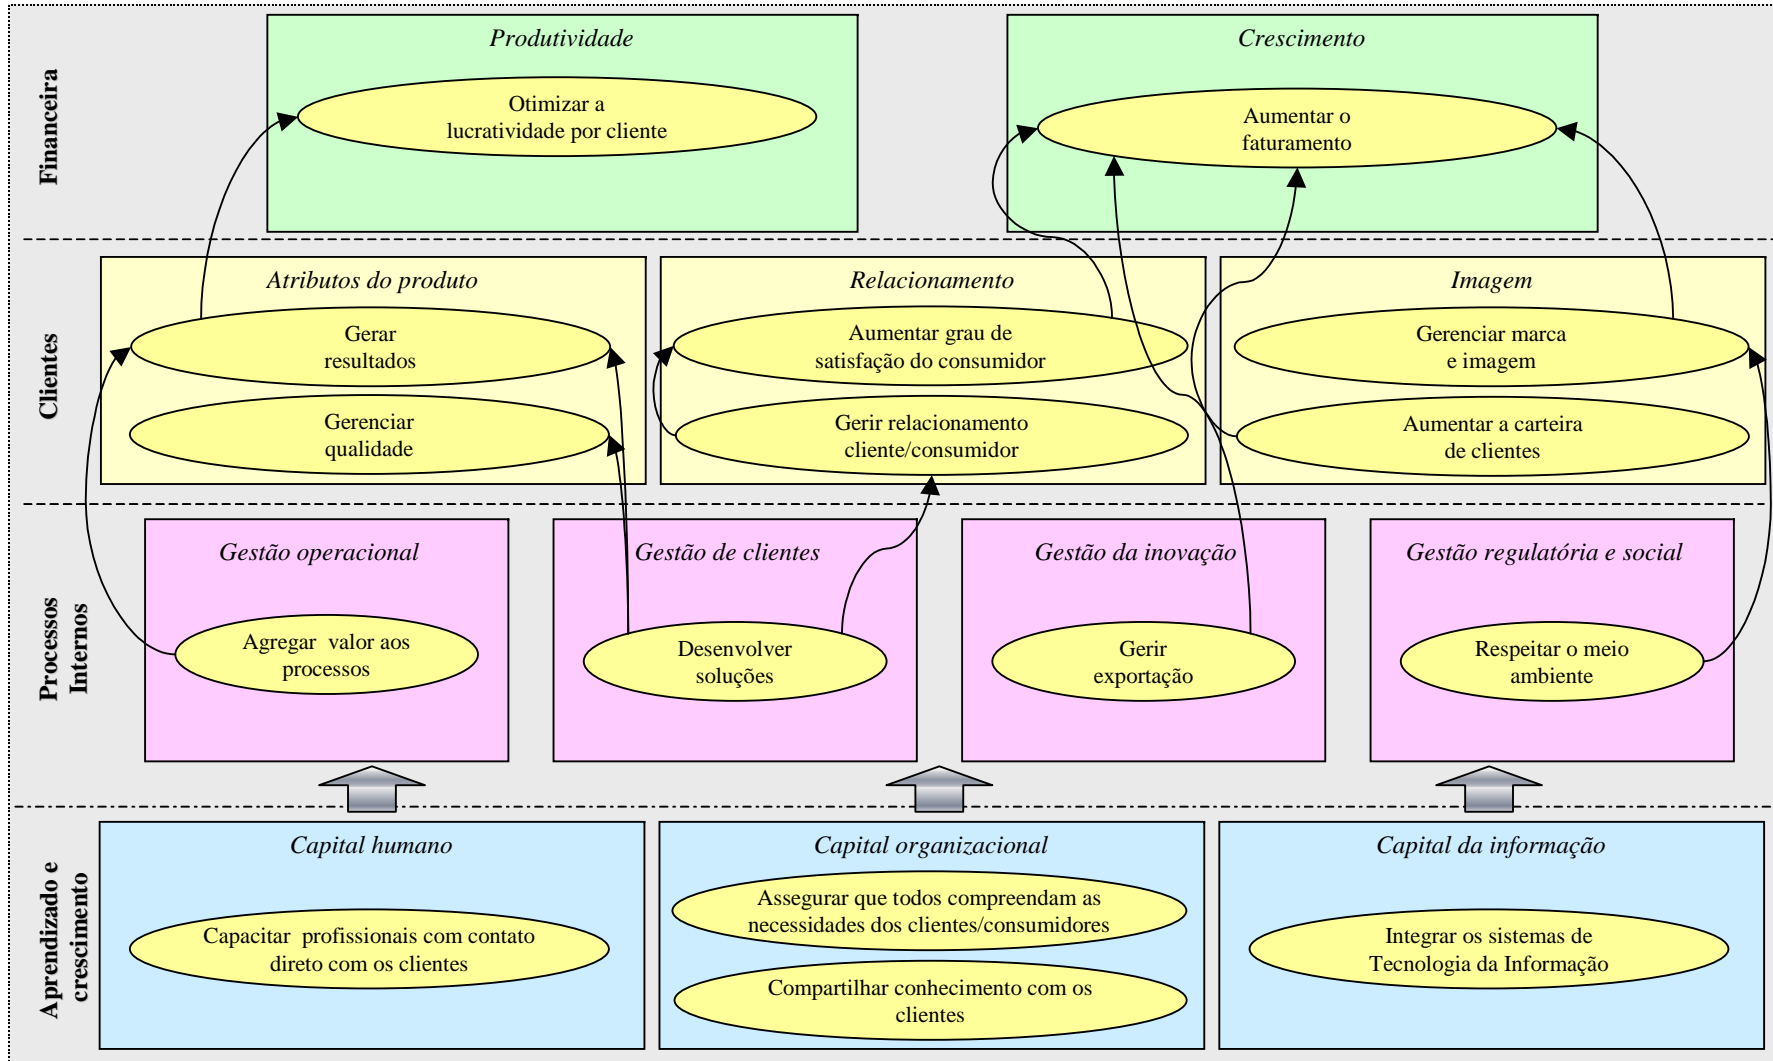 Financeira
Produtividade
Otimizar a
lucratividade por cliente
Crescimento
Aumentar o
faturamento
Clientes
Atributos do produto
Gerar
resultados
Gerenciar
qualidade
Relacionamento
Aumentar grau de
satisfação do consumidor
Gerir relacionamento
cliente/consumidor
Imagem
Gerenciar marca
e imagem
Aumentar a carteira
de clientes
Processos
Internos
Gestão operacional
Agregar valor aos
processos
Gestão de clientes
Desenvolver
soluções
Gestão da inovação
Gerir
exportação
Gestão regulatória e social
Respeitar o meio
ambiente
Aprendizado e
crescimento
Capital humano
Capacitar profissionais com contato
direto com os clientes
Capital organizacional
Assegurar que todos compreendam as
necessidades dos clientes/consumidores
Compartilhar conhecimento com os
clientes
Capital da informação
Integrar os sistemas de
Tecnologia da Informação